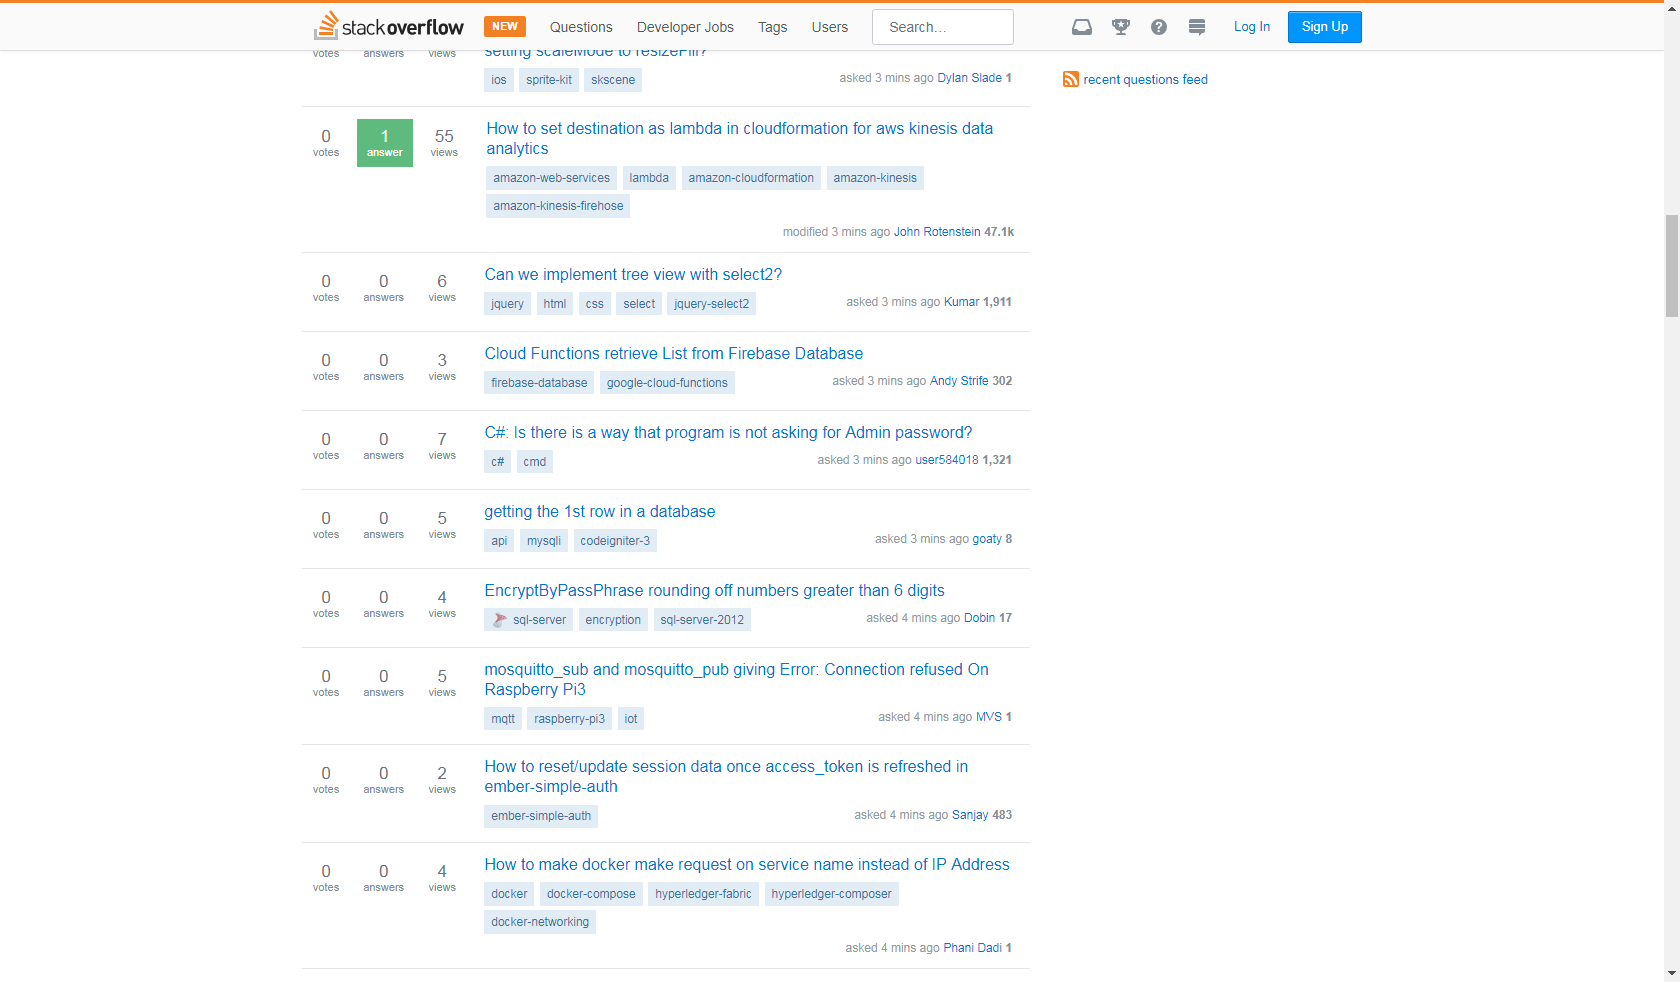 stackoverflow NEW Questions Developer Jobs Tags Users Search... Log In Sign Up
votes answers views setting scaleMode to resizeFill?
ios sprite-kit skscene asked 3 mins ago Dylan Slade 1
recent questions feed
0 votes 1 answer 55 views
How to set destination as lambda in cloudformation for aws kinesis data
analytics
amazon-web-services lambda amazon-cloudformation amazon-kinesis
amazon-kinesis-firehose
modified 3 mins ago John Rotenstein 47.1k
0 votes 0 answers 6 views
Can we implement tree view with select2?
jquery html css select jquery-select2 asked 3 mins ago Kumar 1,911
0 votes 0 answers 3 views
Cloud Functions retrieve List from Firebase Database
firebase-database google-cloud-functions asked 3 mins ago Andy Strife 302
0 votes 0 answers 7 views
C#: Is there is a way that program is not asking for Admin password?
c# cmd asked 3 mins ago user584018 1,321
0 votes 0 answers 5 views
getting the 1st row in a database
api mysqli codeigniter-3 asked 3 mins ago goaty 8
0 votes 0 answers 4 views
EncryptByPassPhrase rounding off numbers greater than 6 digits
sql-server encryption sql-server-2012 asked 4 mins ago Dobin 17
0 votes 0 answers 5 views
mosquitto_sub and mosquitto_pub giving Error: Connection refused On
Raspberry Pi3
mqtt raspberry-pi3 iot asked 4 mins ago MVS 1
0 votes 0 answers 2 views
How to reset/update session data once access_token is refreshed in
ember-simple-auth
ember-simple-auth asked 4 mins ago Sanjay 483
0 votes 0 answers 4 views
How to make docker make request on service name instead of IP Address
docker docker-compose hyperledger-fabric hyperledger-composer
docker-networking
asked 4 mins ago Phani Dadi 1